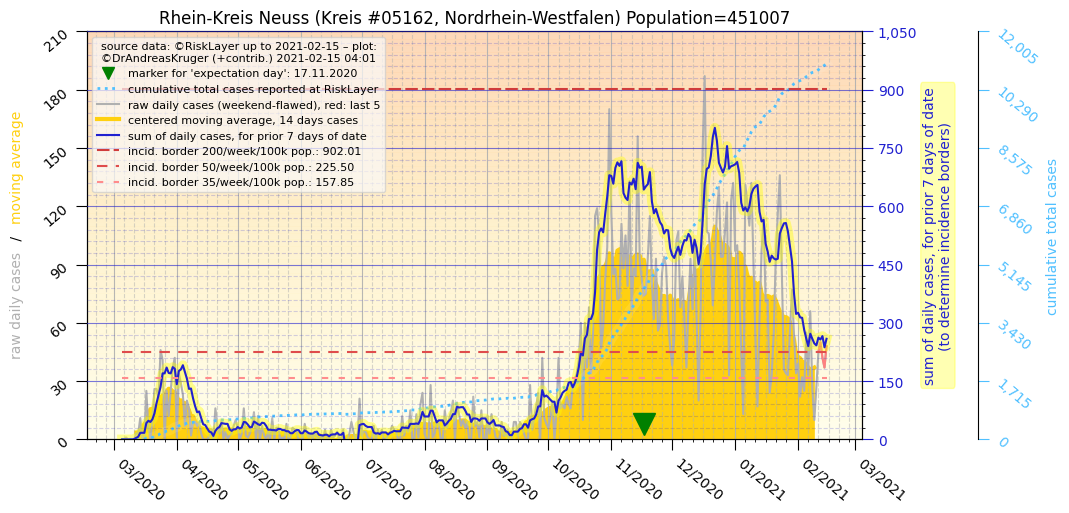 Rhein-Kreis Neuss (Kreis #05162, Nordrhein-Westfalen) Population=451007
source data: ©RiskLayer up to 2021-02-15 – plot:
©DrAndreasKruger (+contrib.) 2021-02-15 04:01
marker for 'expectation day': 17.11.2020
cumulative total cases reported at RiskLayer
raw daily cases (weekend-flawed), red: last 5
centered moving average, 14 days cases
sum of daily cases, for prior 7 days of date
incid. border 200/week/100k pop.: 902.01
incid. border 50/week/100k pop.: 225.50
incid. border 35/week/100k pop.: 157.85
raw daily cases / moving average
210
180
150
120
90
60
30
0
03/2020
04/2020
05/2020
06/2020
07/2020
08/2020
09/2020
10/2020
11/2020
12/2020
01/2021
02/2021
03/2021
1,050
900
750
600
450
300
150
0
sum of daily cases, for prior 7 days of date
(to determine incidence borders)
12,005
10,290
8,575
6,860
5,145
3,430
1,715
0
cumulative total cases